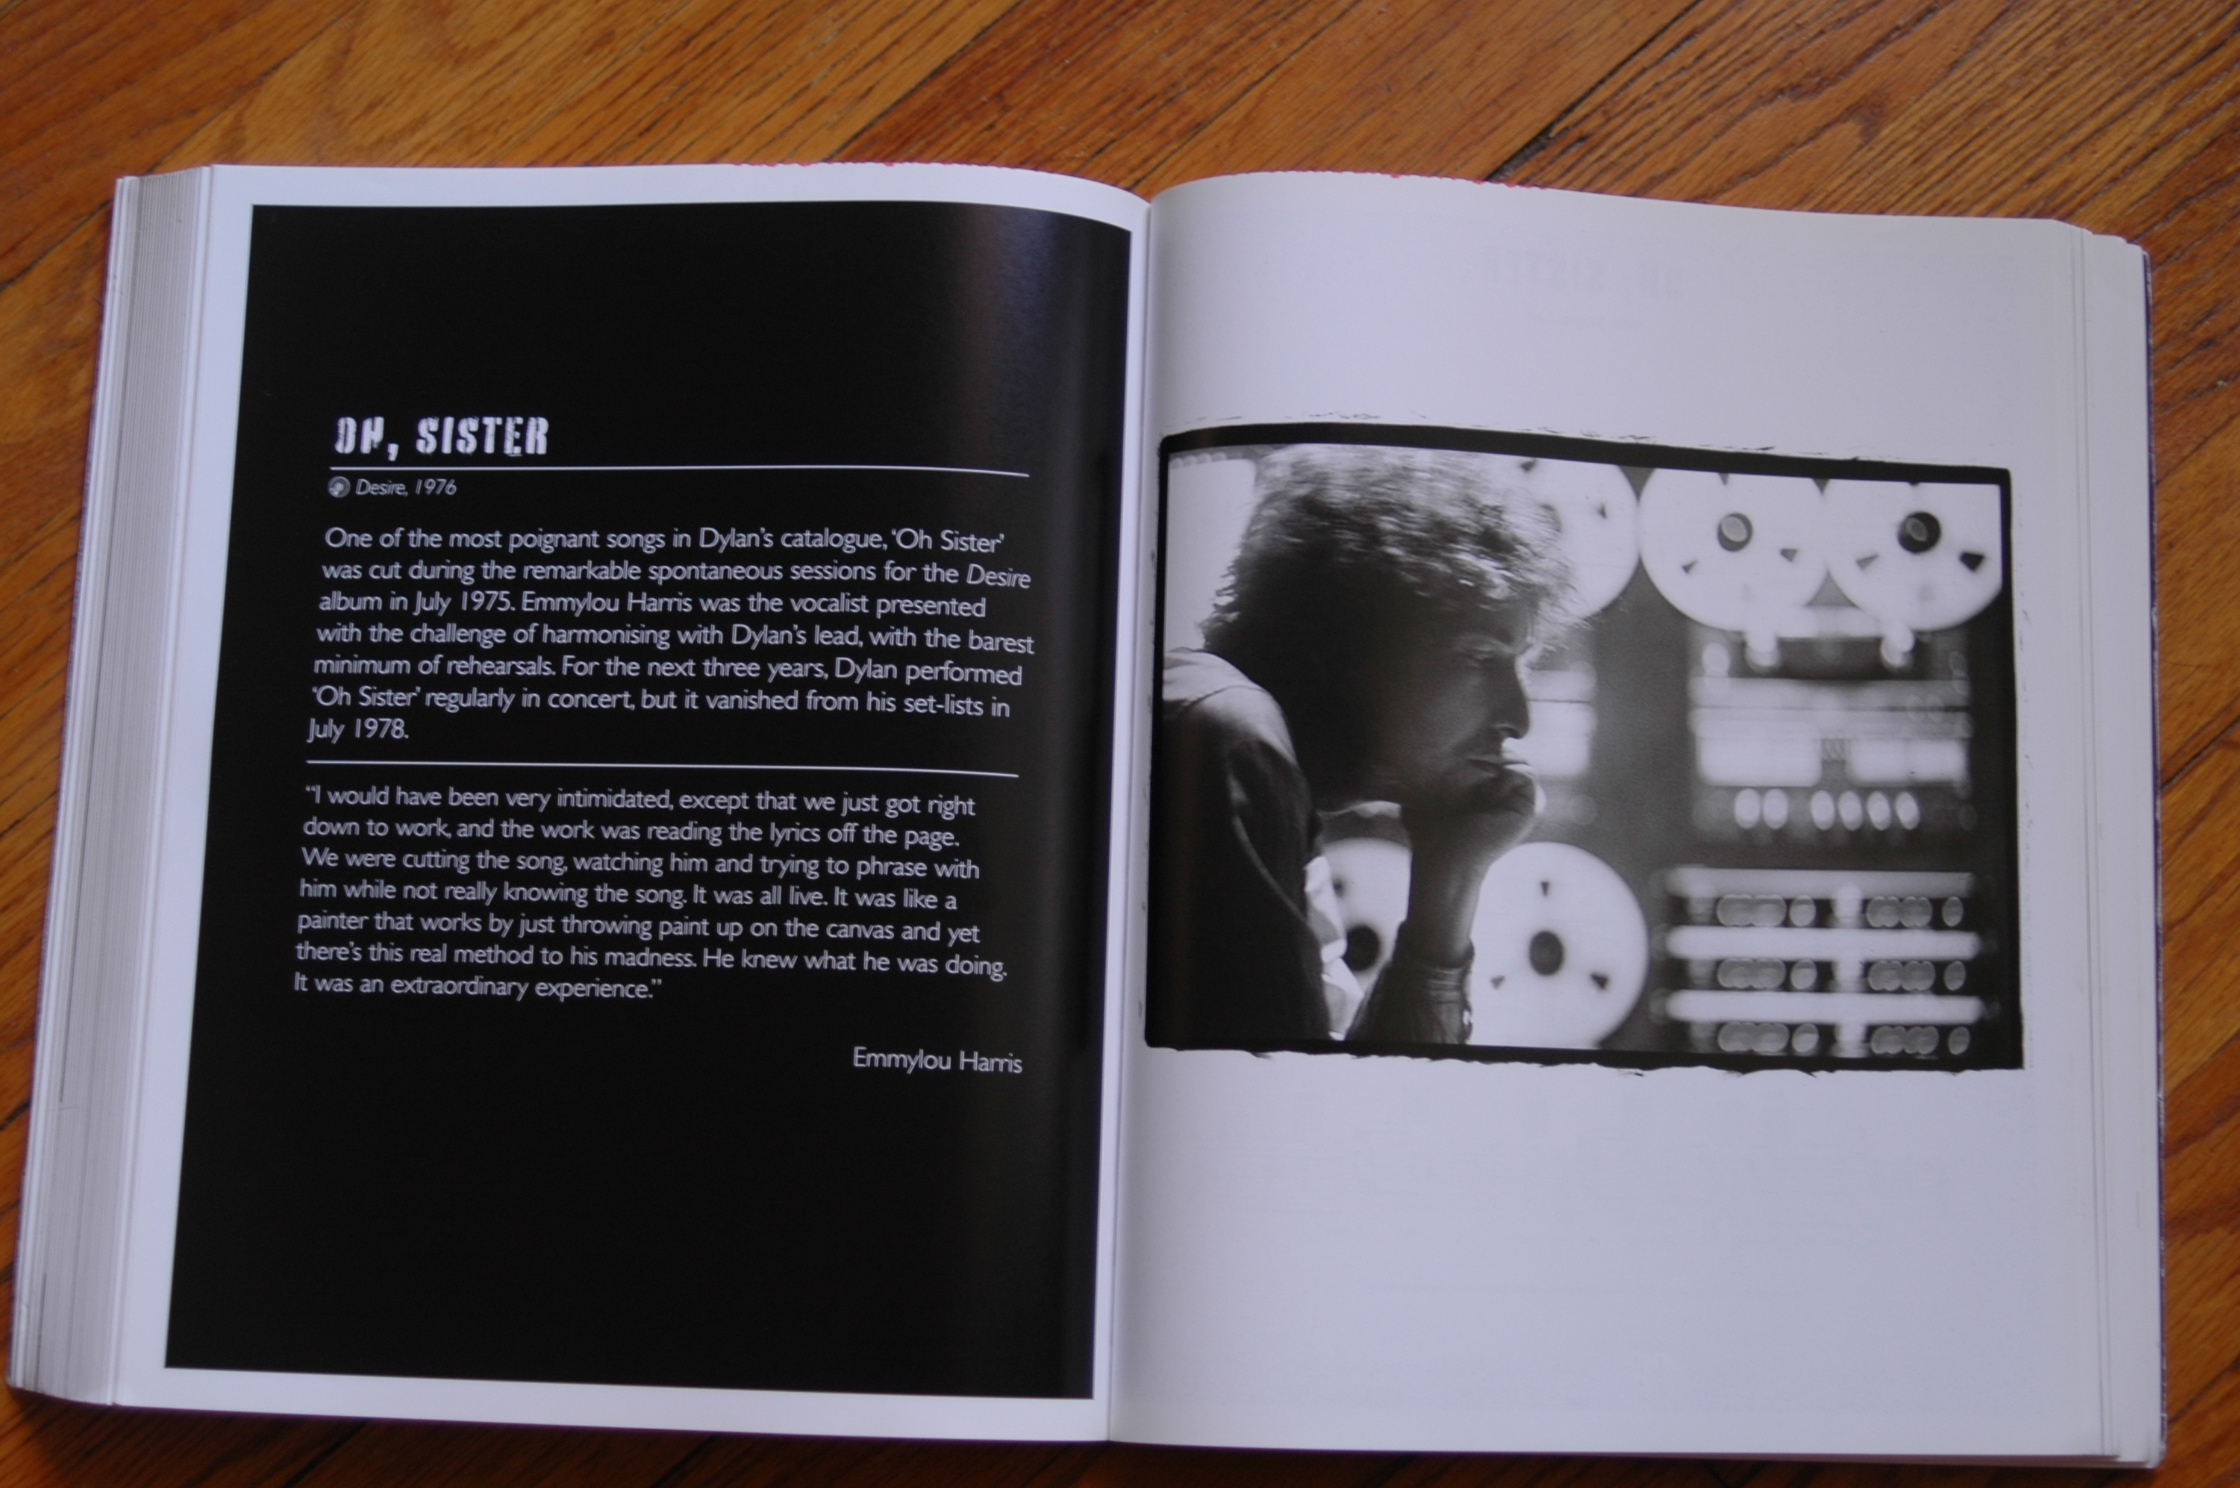 OH, SISTER
Desire, 1976
One of the most poignant songs in Dylan's catalogue, 'Oh Sister'
was cut during the remarkable spontaneous sessions for the Desire
album in July 1975. Emmylou Harris was the vocalist presented
with the challenge of harmonising with Dylan's lead, with the barest
minimum of rehearsals. For the next three years, Dylan performed
'Oh Sister' regularly in concert, but it vanished from his set-lists in
July 1978.
"I would have been very intimidated, except that we just got right
down to work, and the work was reading the lyrics off the page.
We were cutting the song, watching him and trying to phrase with
him while not really knowing the song. It was all live. It was like a
painter that works by just throwing paint up on the canvas and yet
there's this real method to his madness. He knew what he was doing.
It was an extraordinary experience."
Emmylou Harris
OH, SISTER